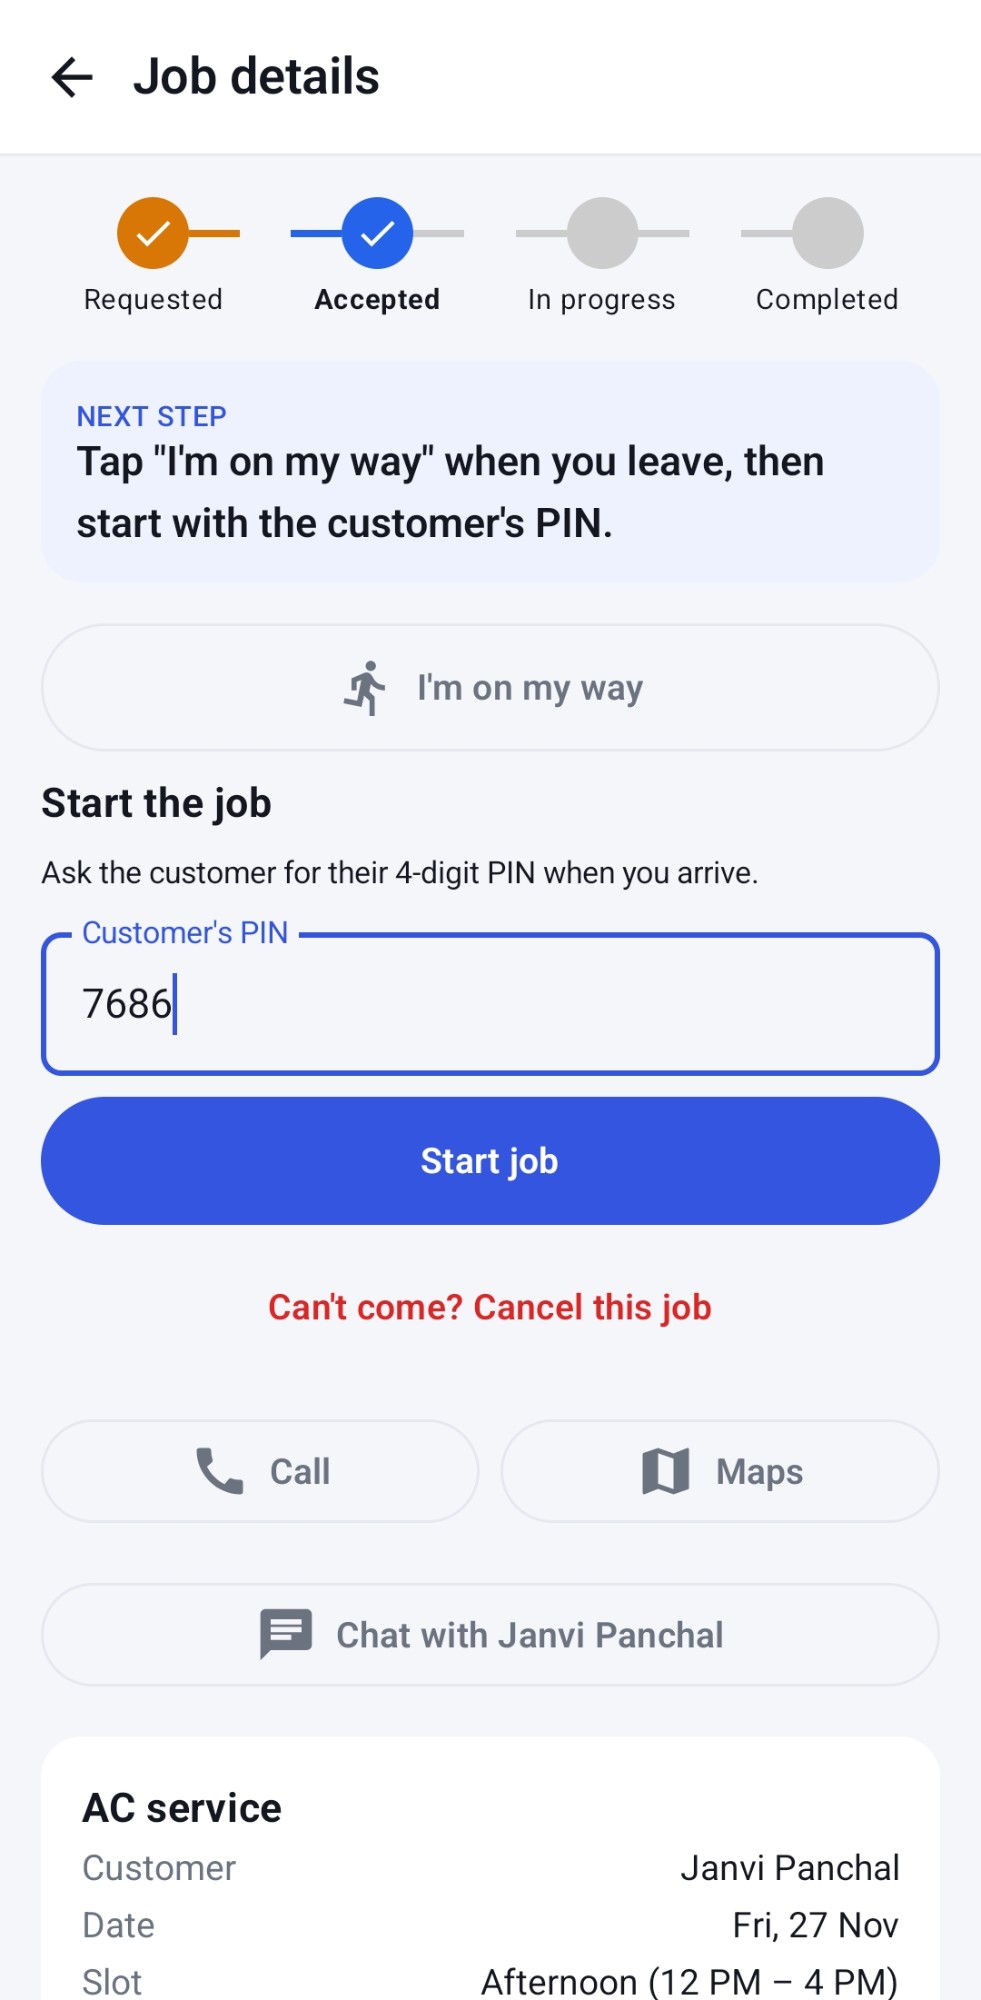 Job details
Requested
Accepted
In progress
Completed
NEXT STEP
Tap "I'm on my way" when you leave, then
start with the customer's PIN.
I'm on my way
Start the job
Ask the customer for their 4-digit PIN when you arrive.
Customer's PIN
7686
Start job
Can't come? Cancel this job
Call
Maps
Chat with Janvi Panchal
AC service
Customer Janvi Panchal
Date Fri, 27 Nov
Slot Afternoon (12 PM – 4 PM)